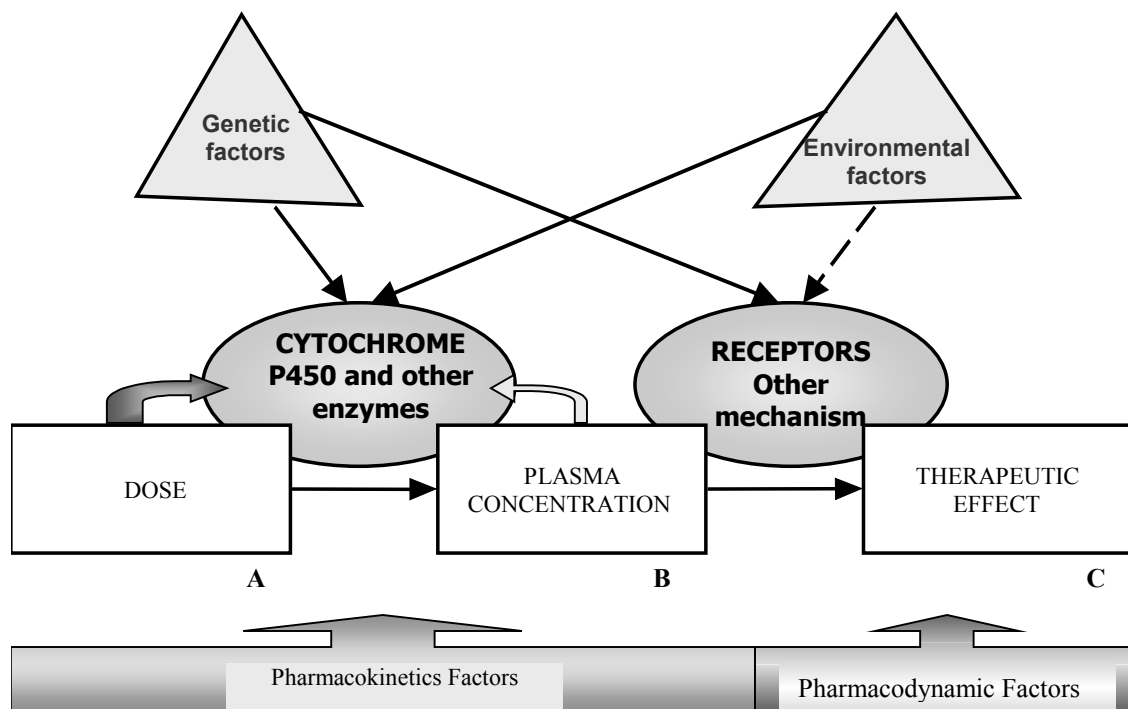 Genetic
factors
Environmental
factors
CYTOCHROME
P450 and other
enzymes
RECEPTORS
Other
mechanism
DOSE
PLASMA
CONCENTRATION
THERAPEUTIC
EFFECT
A
B
C
Pharmacokinetics Factors
Pharmacodynamic Factors